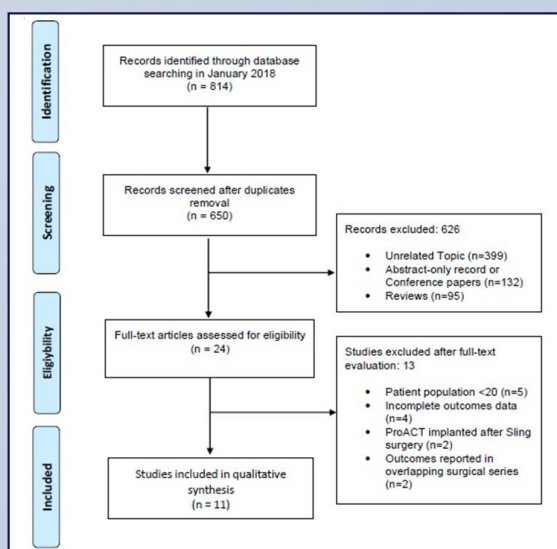 Identification
Records identified through database
searching in January 2018
(n = 814)
Screening
Records screened after duplicates
removal
(n = 650)
Records excluded: 626
• Unrelated Topic (n=399)
• Abstract-only record or
Conference papers (n=132)
• Reviews (n=95)
Eligiybility
Full-text articles assessed for eligibility
(n = 24)
Studies excluded after full-text
evaluation: 13
• Patient population <20 (n=5)
• Incomplete outcomes data
(n=4)
• ProACT implanted after Sling
surgery (n=2)
• Outcomes reported in
overlapping surgical series
(n=2)
Included
Studies included in qualitative
synthesis
(n = 11)